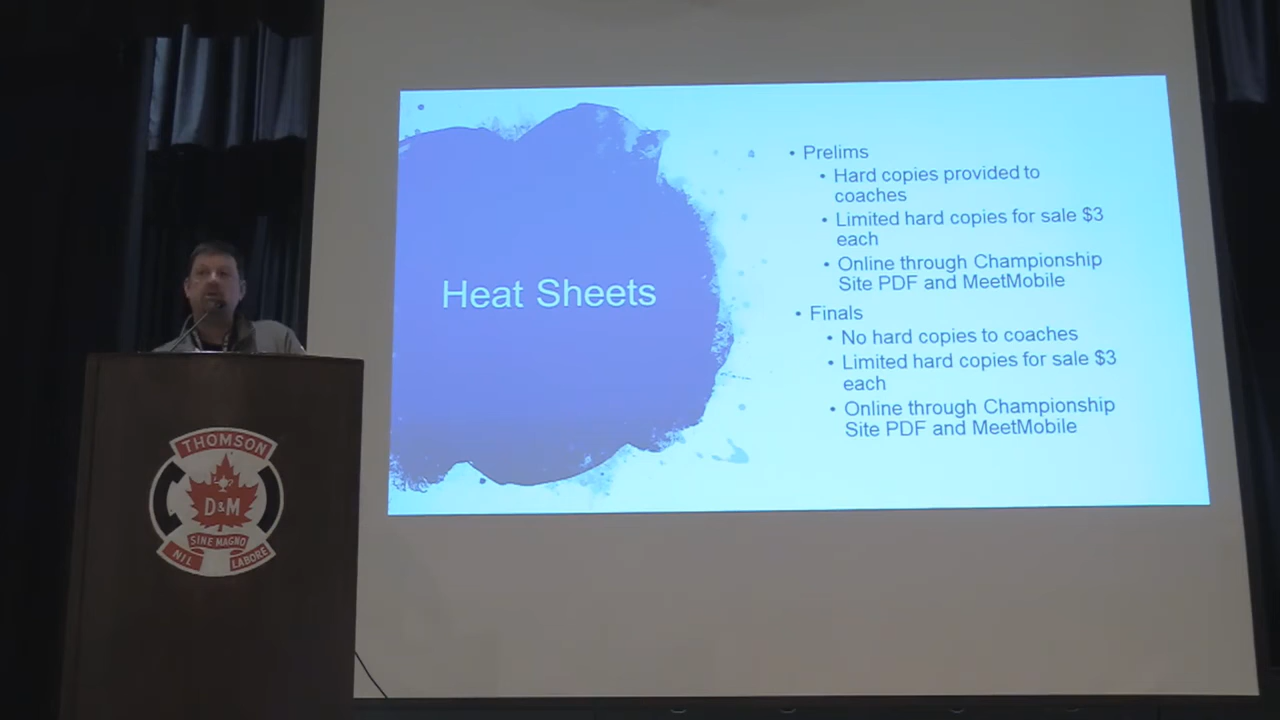 Heat Sheets
• Prelims
• Hard copies provided to
coaches
• Limited hard copies for sale $3
each
• Online through Championship
Site PDF and MeetMobile
• Finals
• No hard copies to coaches
• Limited hard copies for sale $3
each
• Online through Championship
Site PDF and MeetMobile
THOMSON
D&M
SINE MAGNO
NIL LABORE